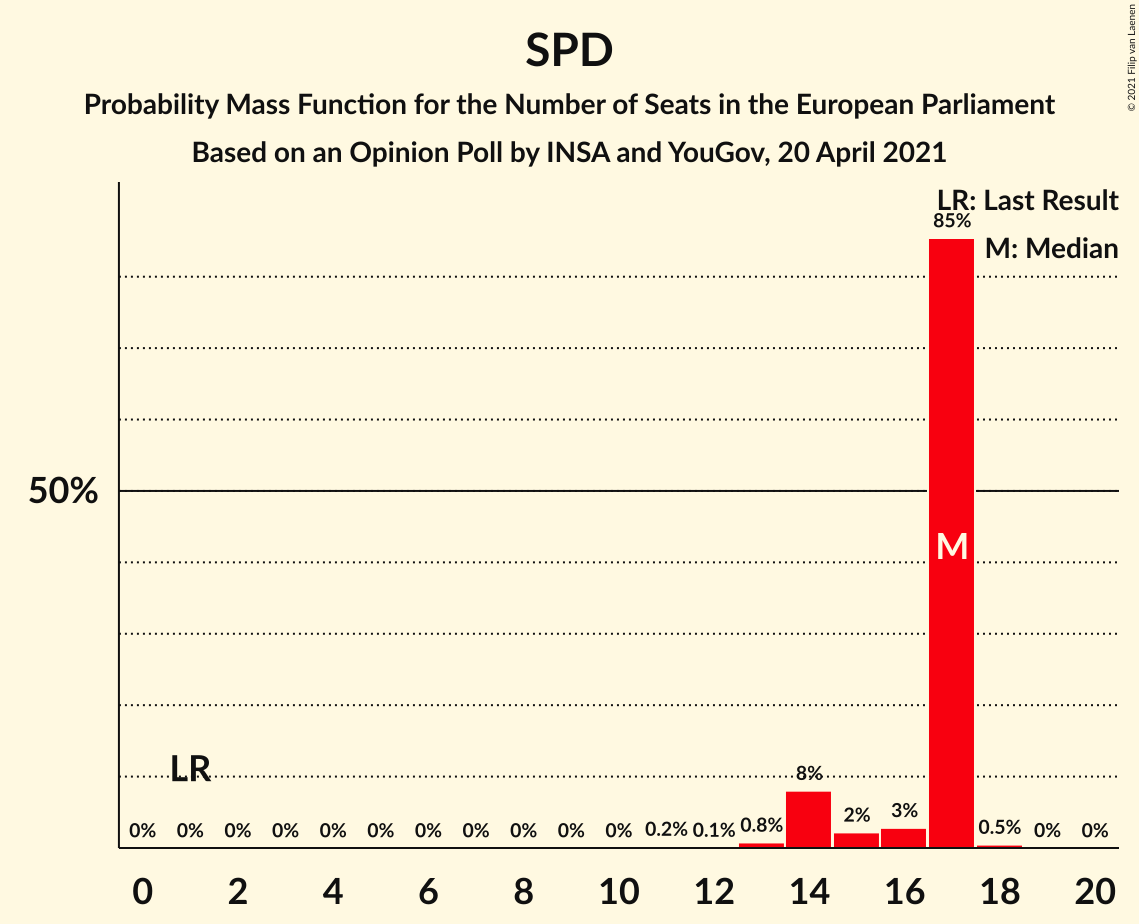 SPD
Probability Mass Function for the Number of Seats in the European Parliament
Based on an Opinion Poll by INSA and YouGov, 20 April 2021
© 2021 Filip van Laenen
LR: Last Result
85%
M: Median
50%
M
LR
8%
0% 0% 0% 0% 0% 0% 0% 0% 0% 0% 0% 0.2% 0.1% 0.8% 2% 3% 0.5% 0% 0%
0 2 4 6 8 10 12 14 16 18 20